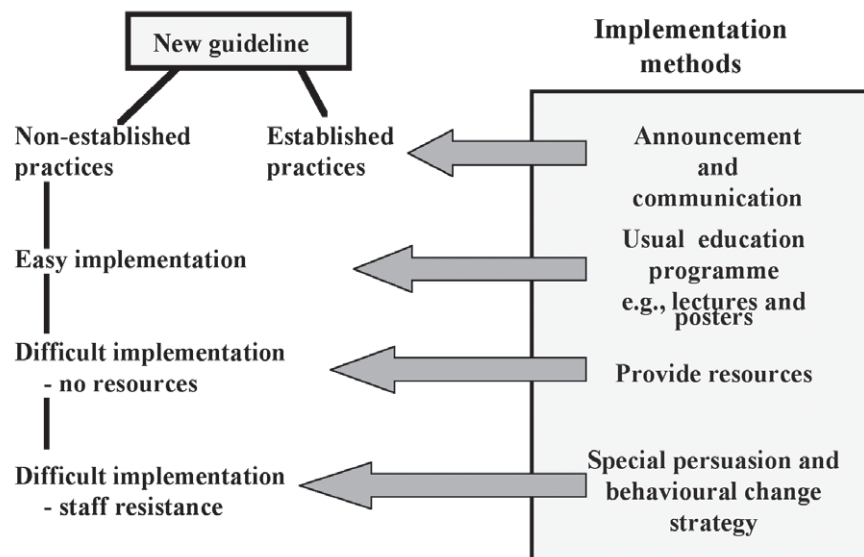 New guideline
Implementation
methods
Non-established
practices
Established
practices
Announcement
and
communication
Easy implementation
Usual education
programme
e.g., lectures and
posters
Difficult implementation
- no resources
Provide resources
Difficult implementation
- staff resistance
Special persuasion and
behavioural change
strategy